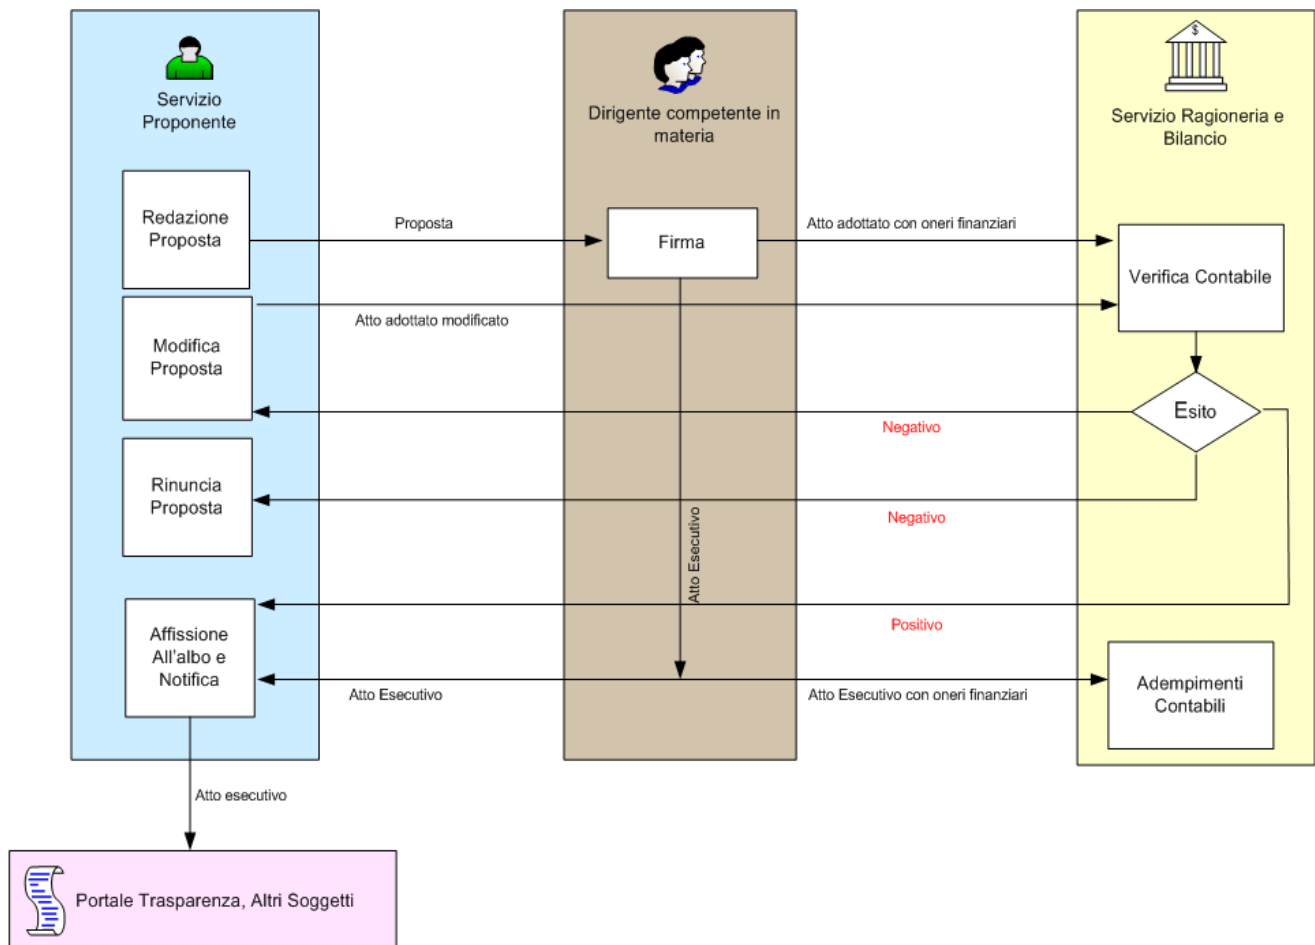 Servizio
Proponente
Dirigente competente in
materia
$
Servizio Ragioneria e
Bilancio
Redazione
Proposta
Proposta
Firma
Atto adottato con oneri finanziari
Verifica Contabile
Atto adottato modificato
Modifica
Proposta
Esito
Negativo
Rinuncia
Proposta
Negativo
Atto Esecutivo
Positivo
Affissione
All'albo e
Notifica
Atto Esecutivo
Atto Esecutivo con oneri finanziari
Adempimenti
Contabili
Atto esecutivo
Portale Trasparenza, Altri Soggetti